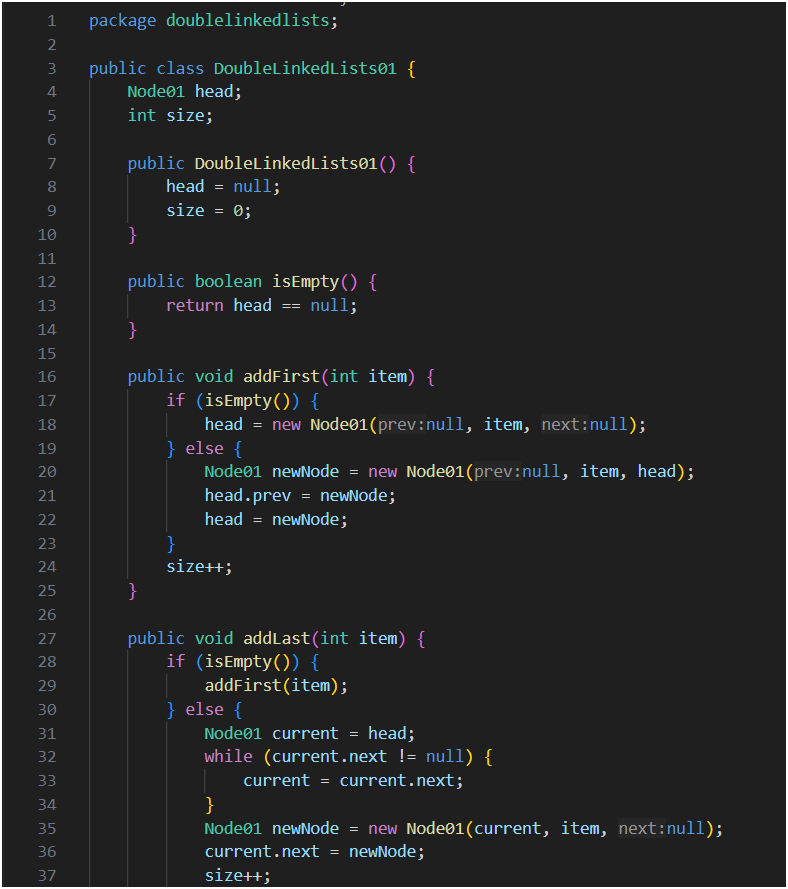 1 package doublelinkedlists;
2
3 public class DoubleLinkedLists01 {
4     Node01 head;
5     int size;
6
7     public DoubleLinkedLists01() {
8         head = null;
9         size = 0;
10     }
11
12     public boolean isEmpty() {
13         return head == null;
14     }
15
16     public void addFirst(int item) {
17         if (isEmpty()) {
18             head = new Node01(prev:null, item, next:null);
19         } else {
20             Node01 newNode = new Node01(prev:null, item, head);
21             head.prev = newNode;
22             head = newNode;
23         }
24         size++;
25     }
26
27     public void addLast(int item) {
28         if (isEmpty()) {
29             addFirst(item);
30         } else {
31             Node01 current = head;
32             while (current.next != null) {
33                 current = current.next;
34             }
35             Node01 newNode = new Node01(current, item, next:null);
36             current.next = newNode;
37             size++;